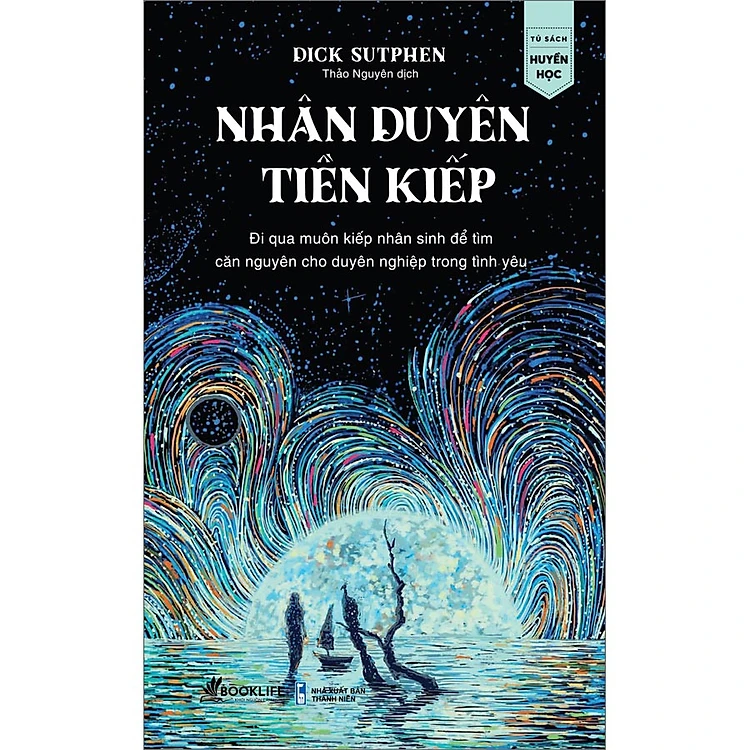 DICK SUTPHEN
Thảo Nguyên dịch
TỦ SÁCH
HUYỀN
HỌC
NHÂN DUYÊN
TIỀN KIẾP
Đi qua muôn kiếp nhân sinh để tìm
căn nguyên cho duyên nghiệp trong tình yêu
BOOKLIFE
NHÀ XUẤT BẢN
THANH NIÊN